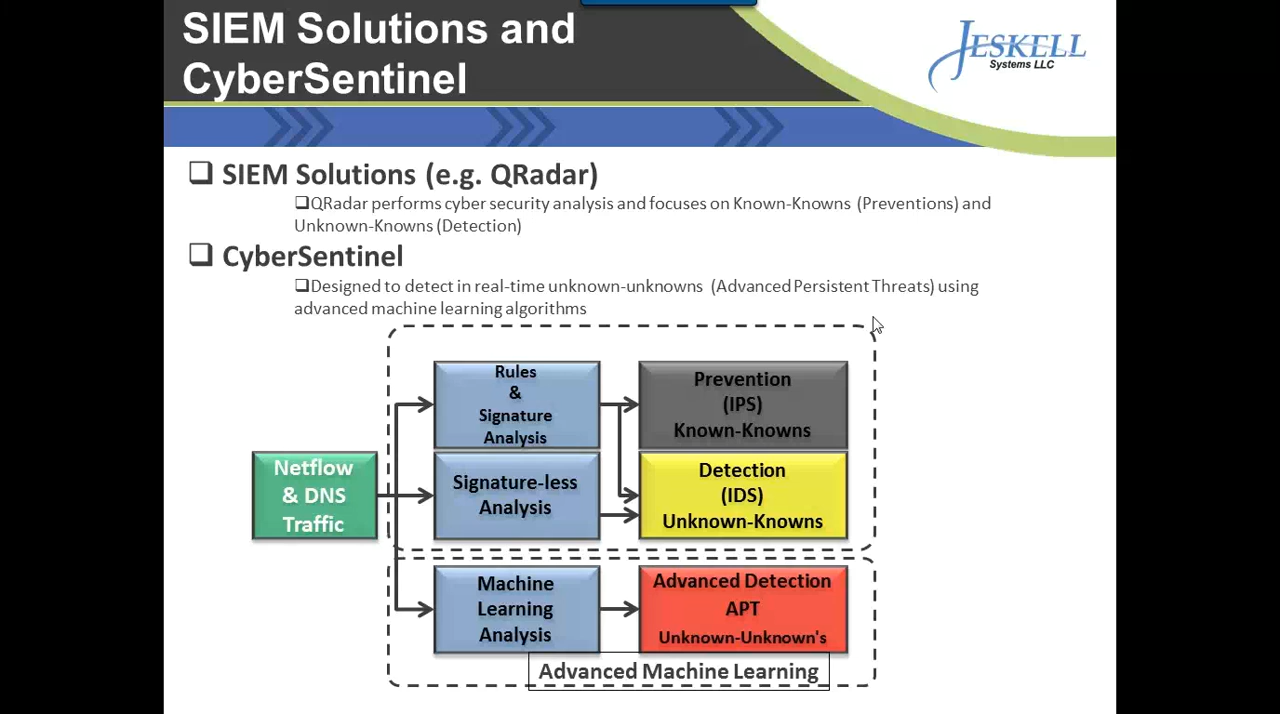 SIEM Solutions and
CyberSentinel
JESKELL
Systems LLC
SIEM Solutions (e.g. QRadar)
QRadar performs cyber security analysis and focuses on Known-Knowns (Preventions) and
Unknown-Knowns (Detection)
CyberSentinel
Designed to detect in real-time unknown-unknowns (Advanced Persistent Threats) using
advanced machine learning algorithms
Rules
&
Signature
Analysis
Prevention
(IPS)
Known-Knowns
Netflow
& DNS
Traffic
Signature-less
Analysis
Detection
(IDS)
Unknown-Knowns
Machine
Learning
Analysis
Advanced Detection
APT
Unknown-Unknown's
Advanced Machine Learning